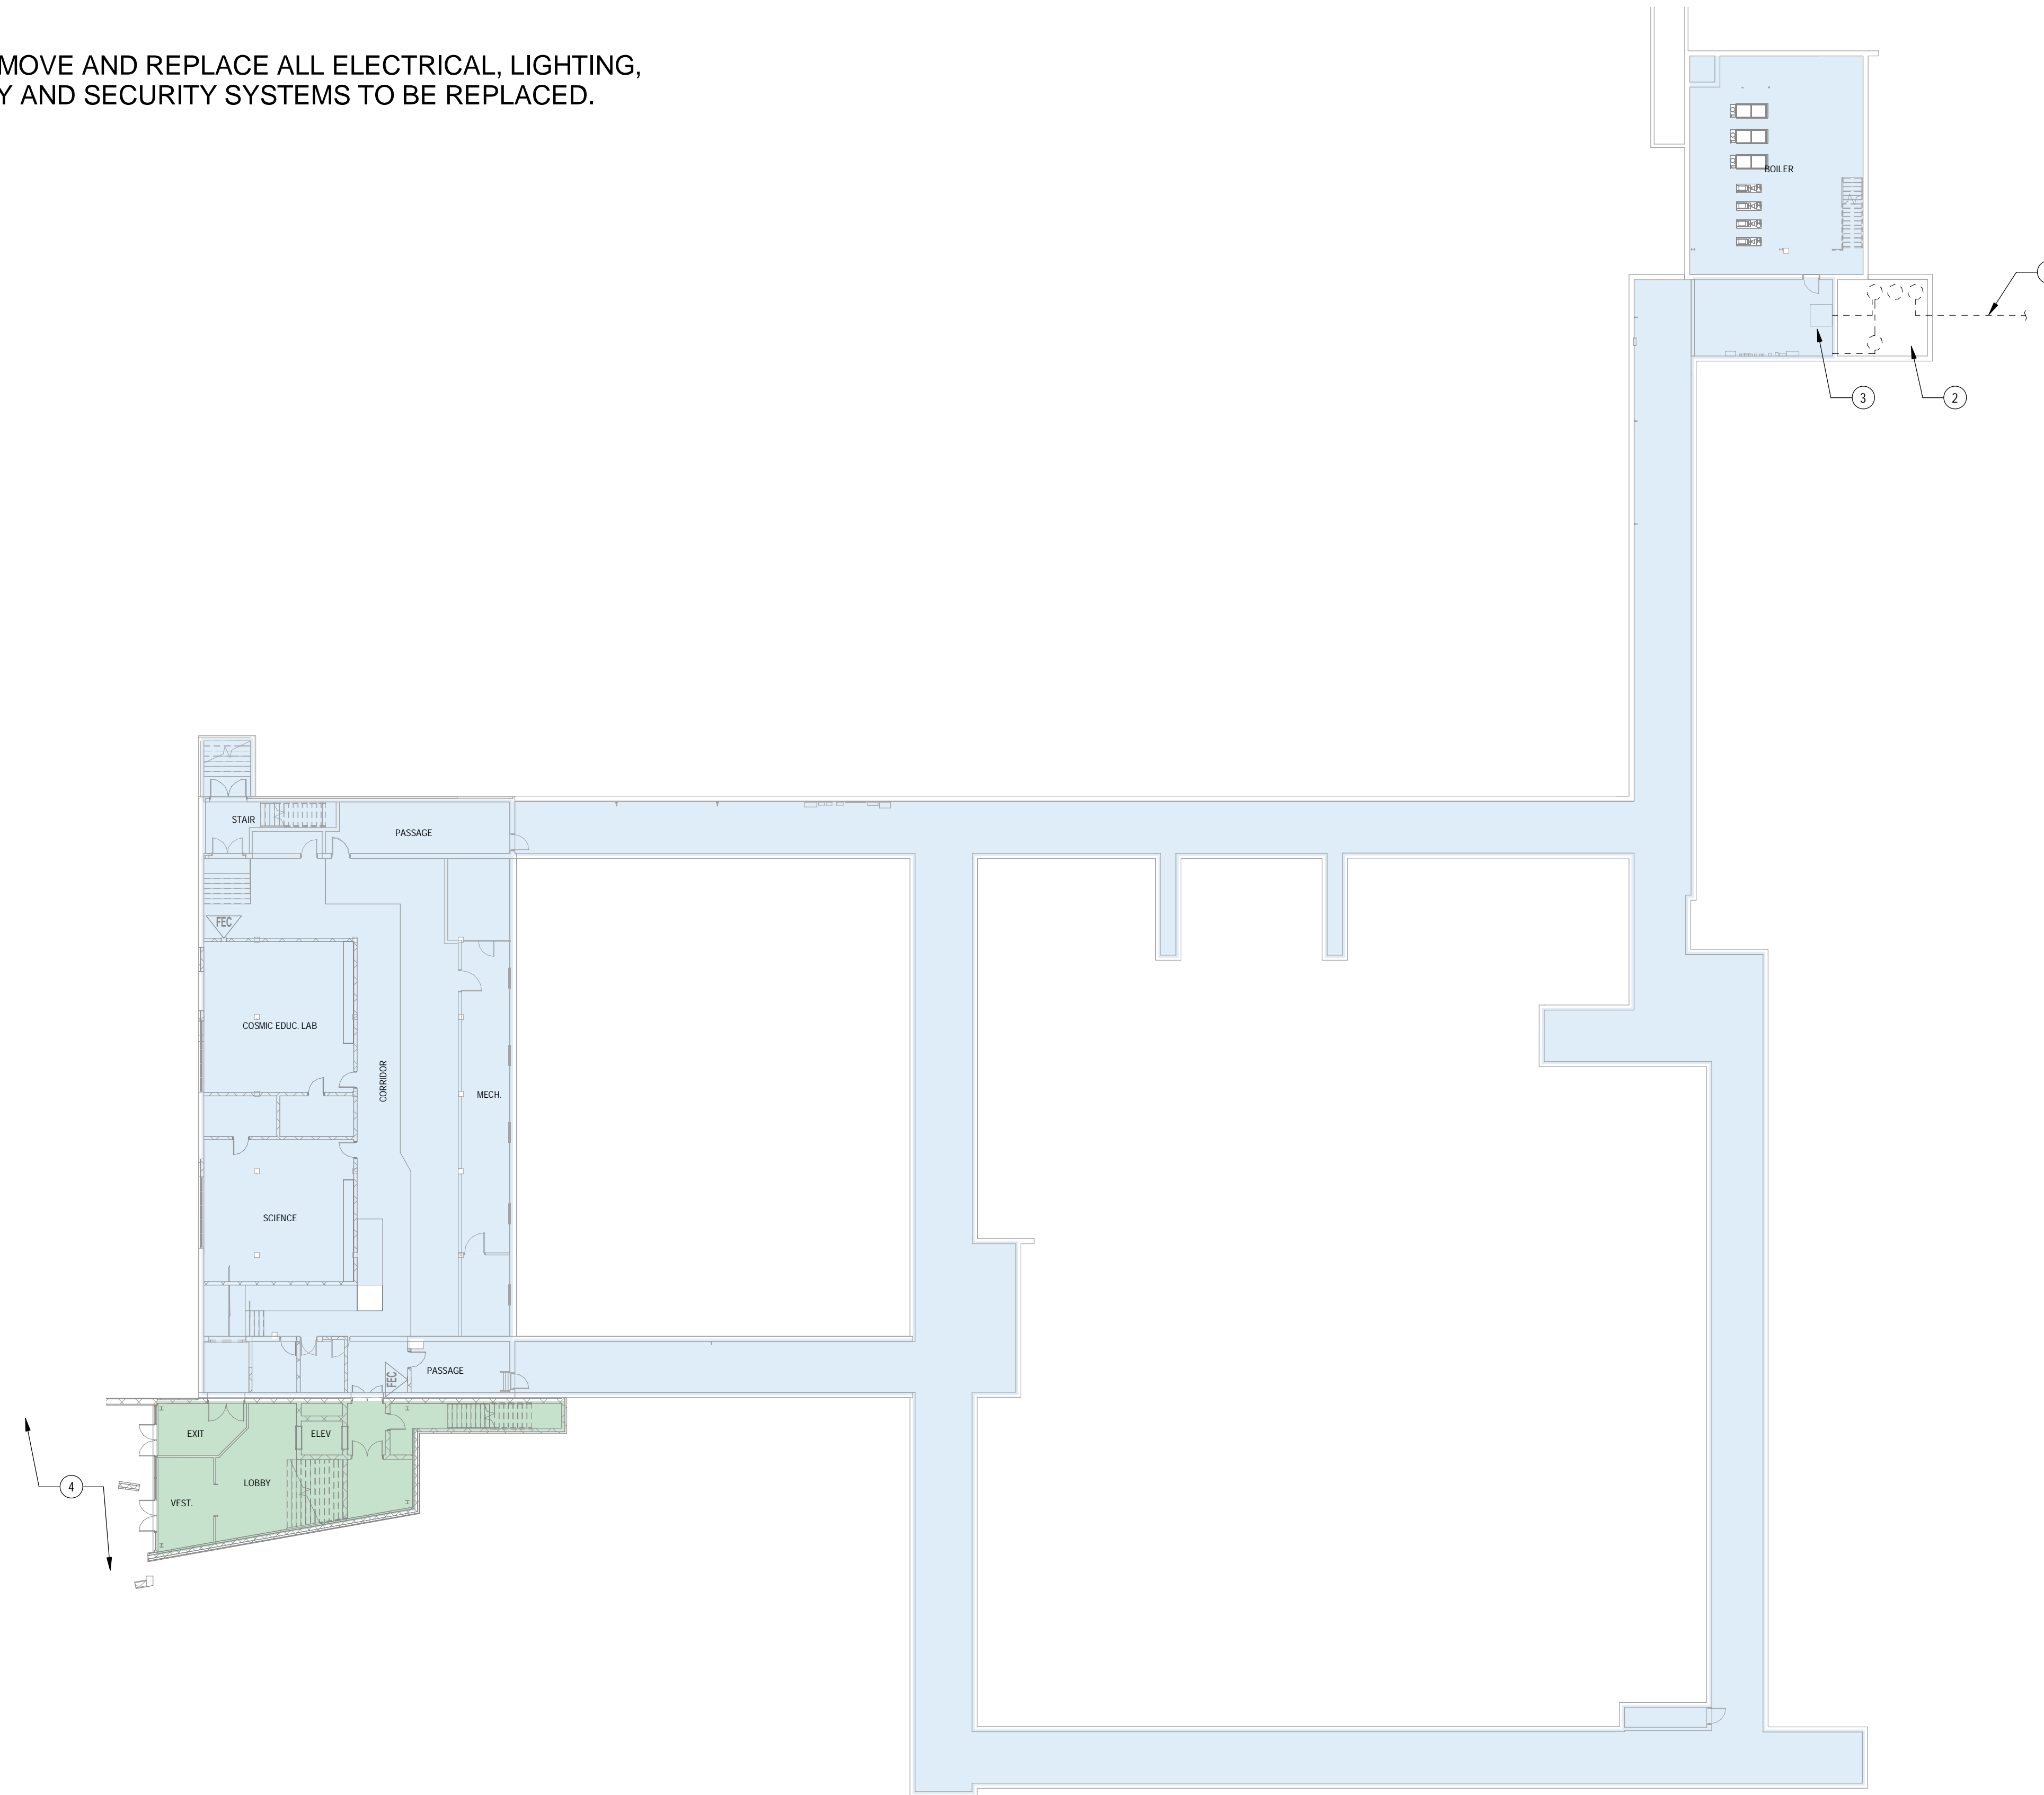 MOVE AND REPLACE ALL ELECTRICAL, LIGHTING,
Y AND SECURITY SYSTEMS TO BE REPLACED.
BOILER
3
2
STAIR
PASSAGE
FEC
COSMIC EDUC. LAB
CORRIDOR
MECH.
SCIENCE
PASSAGE
FEC
EXIT
ELEV
LOBBY
4
VEST.